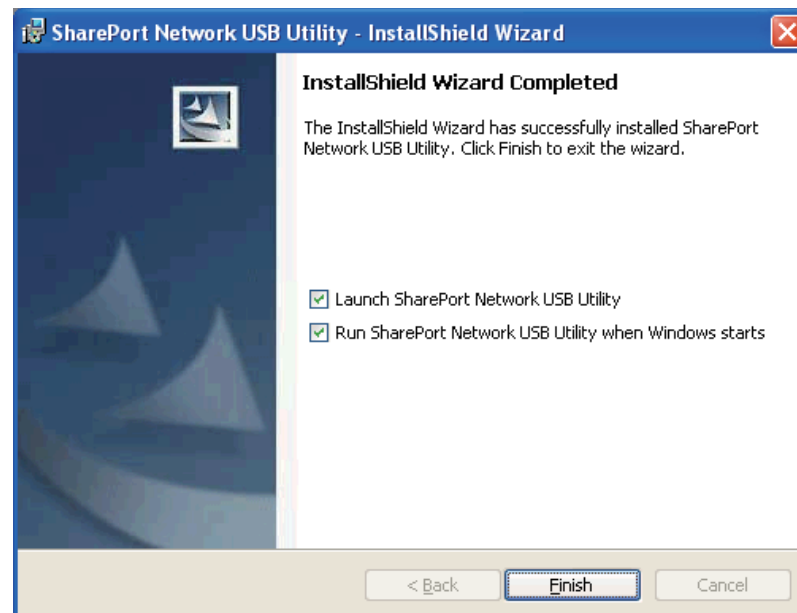 SharePort Network USB Utility - InstallShield Wizard
InstallShield Wizard Completed
The InstallShield Wizard has successfully installed SharePort
Network USB Utility. Click Finish to exit the wizard.
Launch SharePort Network USB Utility
Run SharePort Network USB Utility when Windows starts
< Back
Finish
Cancel